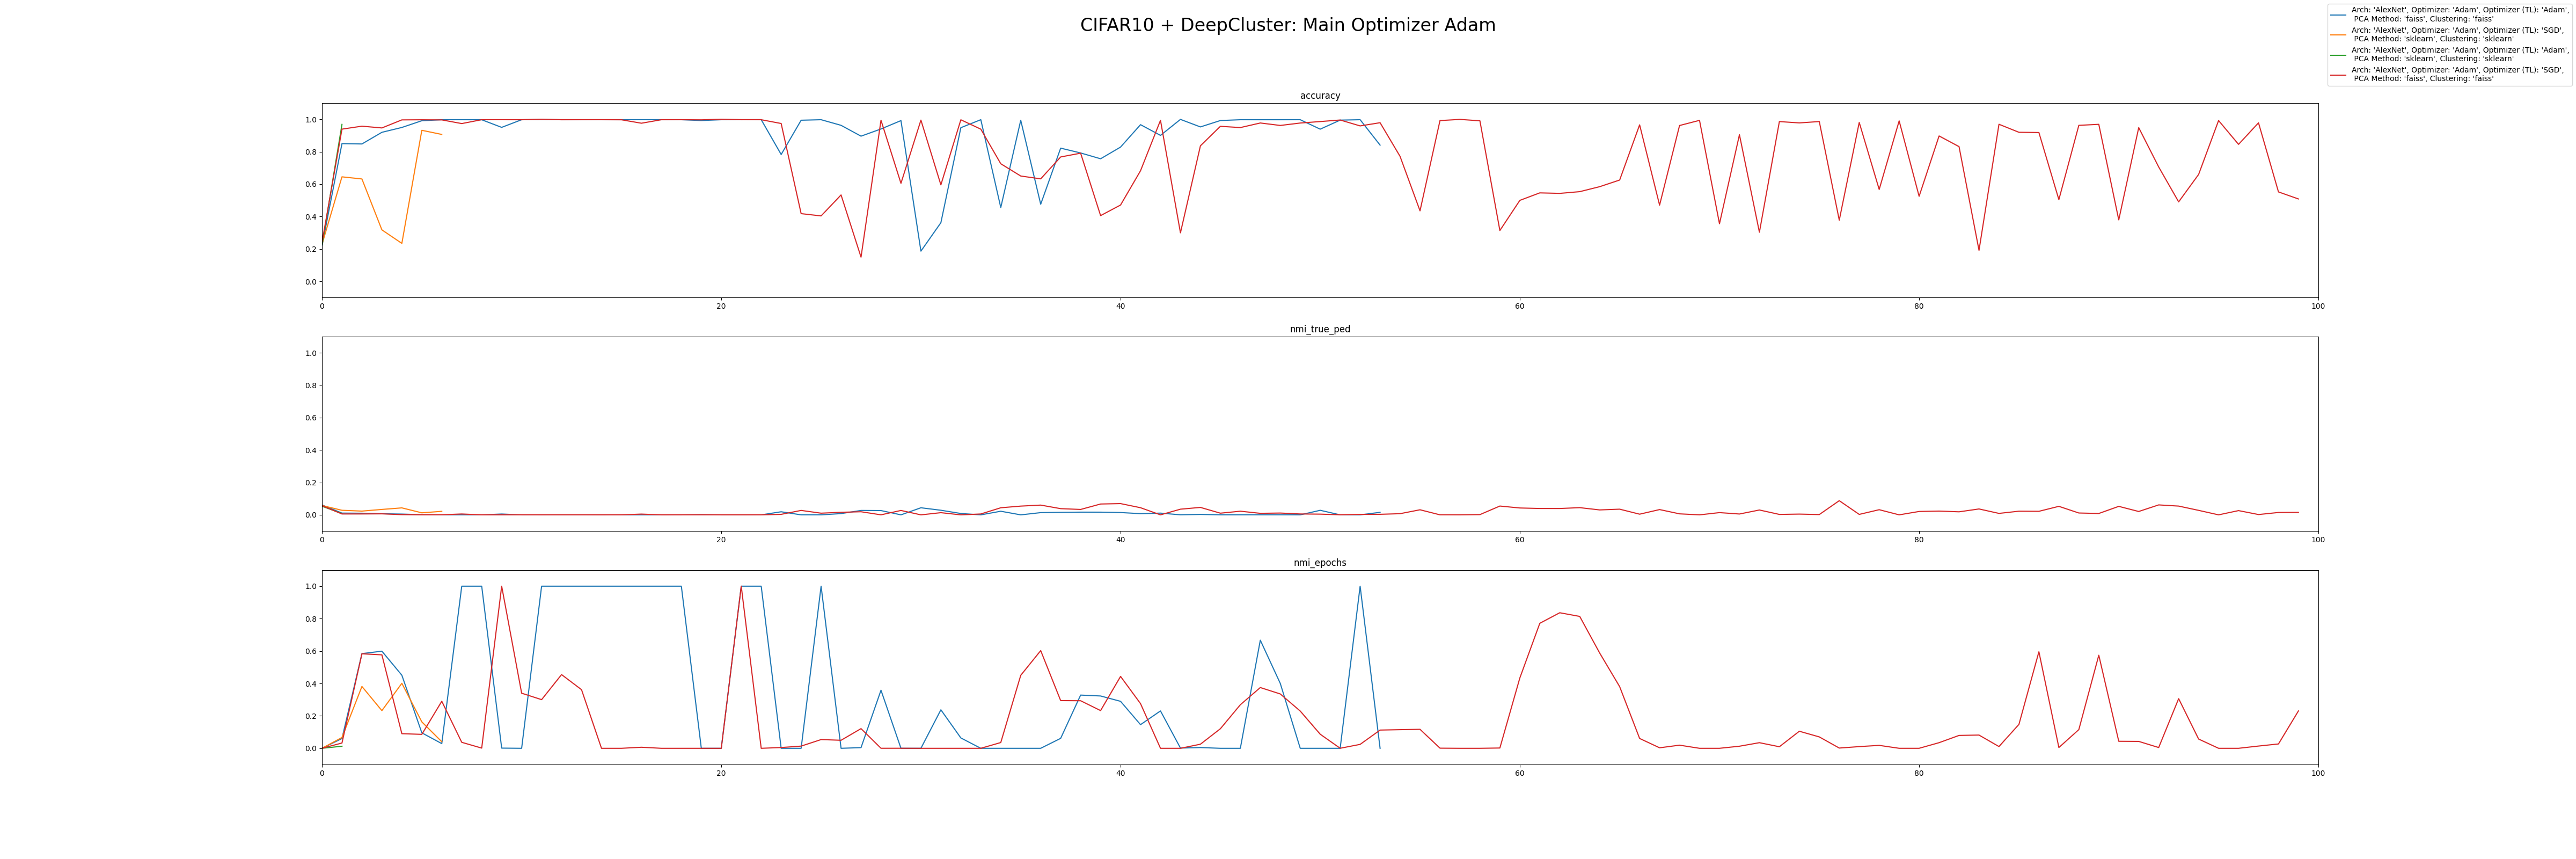 CIFAR10 + DeepCluster: Main Optimizer Adam
Arch: 'AlexNet', Optimizer: 'Adam', Optimizer (TL): 'Adam',
PCA Method: 'faiss', Clustering: 'faiss'
Arch: 'AlexNet', Optimizer: 'Adam', Optimizer (TL): 'SGD',
PCA Method: 'sklearn', Clustering: 'sklearn'
Arch: 'AlexNet', Optimizer: 'Adam', Optimizer (TL): 'Adam',
PCA Method: 'sklearn', Clustering: 'sklearn'
Arch: 'AlexNet', Optimizer: 'Adam', Optimizer (TL): 'SGD',
PCA Method: 'faiss', Clustering: 'faiss'
accuracy
1.0
0.8
0.6
0.4
0.2
0.0
0 20 40 60 80 100
nmi_true_ped
1.0
0.8
0.6
0.4
0.2
0.0
0 20 40 60 80 100
nmi_epochs
1.0
0.8
0.6
0.4
0.2
0.0
0 20 40 60 80 100